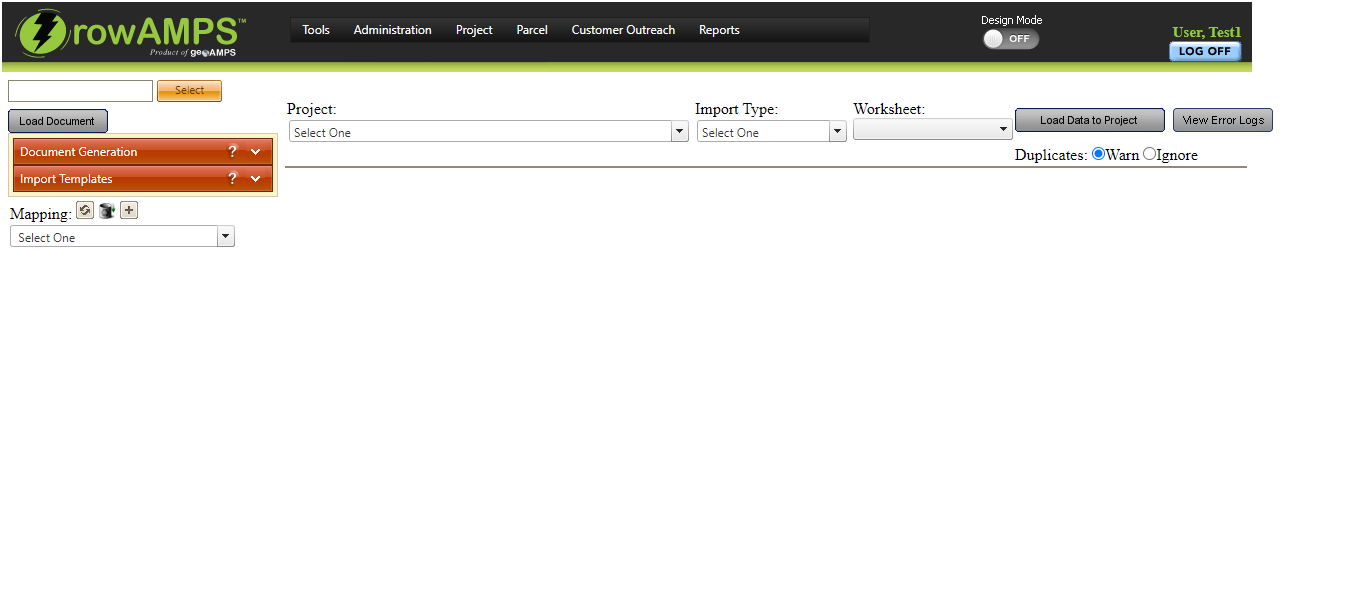 rowAMPS™
Product of geoAMPS
Tools Administration Project Parcel Customer Outreach Reports
Design Mode
OFF
User, Test1
LOG OFF
Select
Load Document
Document Generation ?
Import Templates ?
Mapping:
Select One
Project: Import Type: Worksheet:
Select One Select One
Load Data to Project View Error Logs
Duplicates: Warn Ignore